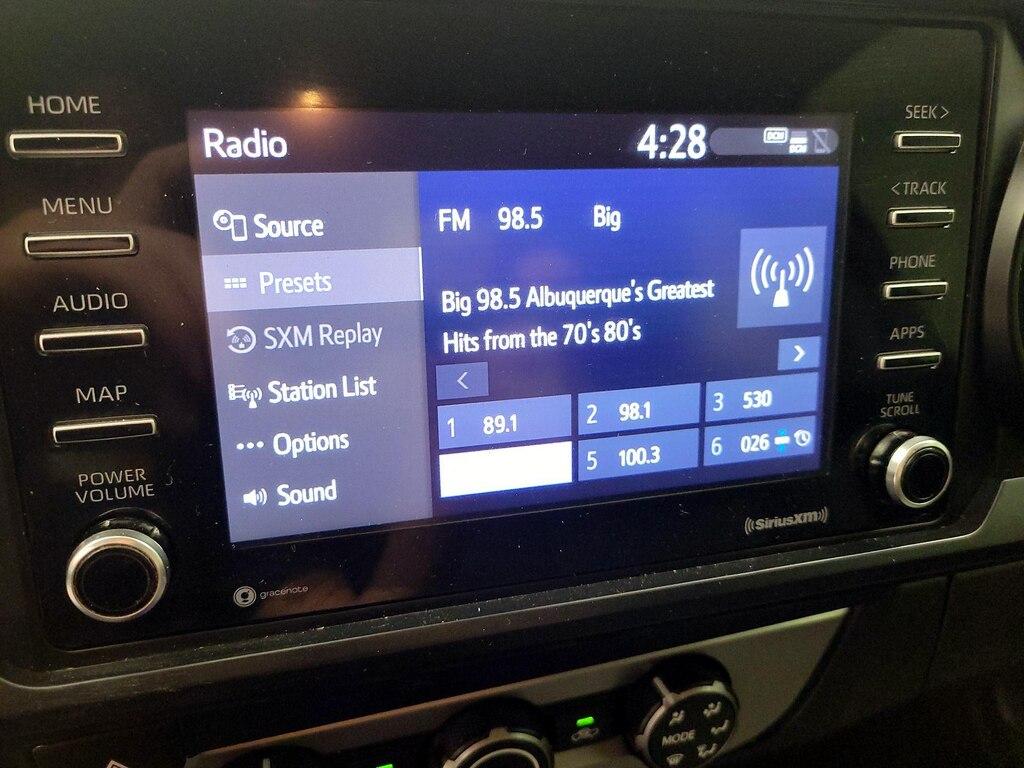 HOME
MENU
AUDIO
MAP
POWER
VOLUME
Radio
4:28
DCM
DCM
Source
Presets
SXM Replay
Station List
Options
Sound
FM 98.5 Big
Big 98.5 Albuquerque's Greatest
Hits from the 70's 80's
< >
1 89.1
2 98.1
3 530
5 100.3
6 026
SEEK >
< TRACK
PHONE
APPS
TUNE
SCROLL
((SiriusXM))
gracenote
MODE